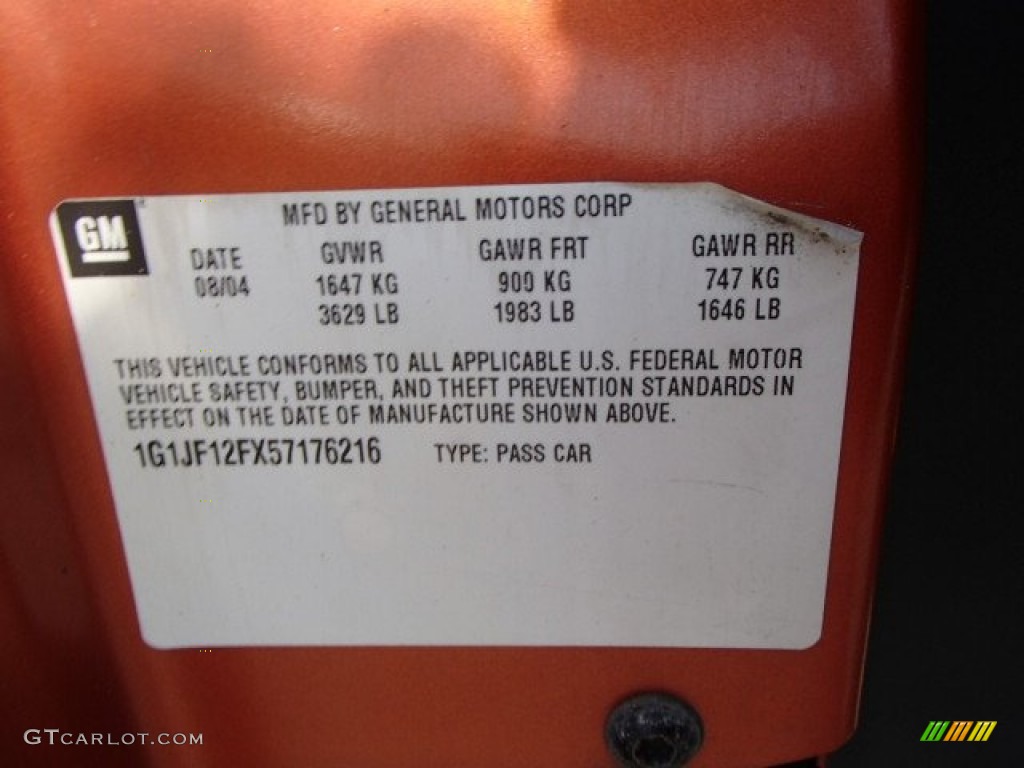 GM
MFD BY GENERAL MOTORS CORP
DATE GVWR GAWR FRT GAWR RR
08/04 1647 KG 900 KG 747 KG
3629 LB 1983 LB 1646 LB
THIS VEHICLE CONFORMS TO ALL APPLICABLE U.S. FEDERAL MOTOR
VEHICLE SAFETY, BUMPER, AND THEFT PREVENTION STANDARDS IN
EFFECT ON THE DATE OF MANUFACTURE SHOWN ABOVE.
1G1JF12FX57176216 TYPE: PASS CAR
GTCARLOT.COM